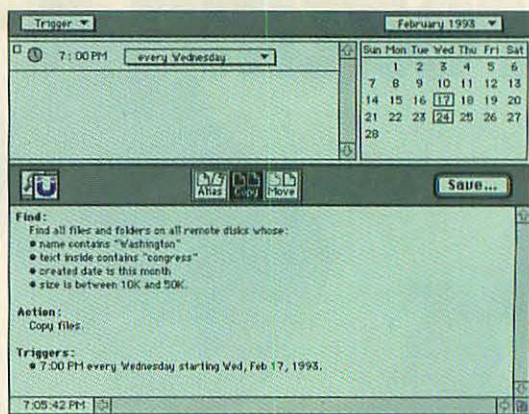 Trigger
February 1993
7:00 PM every Wednesday
Sun Mon Tue Wed Thu Fri Sat
1 2 3 4 5 6
7 8 9 10 11 12 13
14 15 16 17 18 19 20
21 22 23 24 25 26 27
28
Alias Copy Move
Save...
Find:
Find all files and folders on all remote disks whose:
• name contains "Washington"
• text inside contains "congress"
• created date is this month
• size is between 10K and 50K.
Action:
Copy files.
Triggers:
• 7:00 PM every Wednesday starting Wed, Feb 17, 1993.
7:05:42 PM